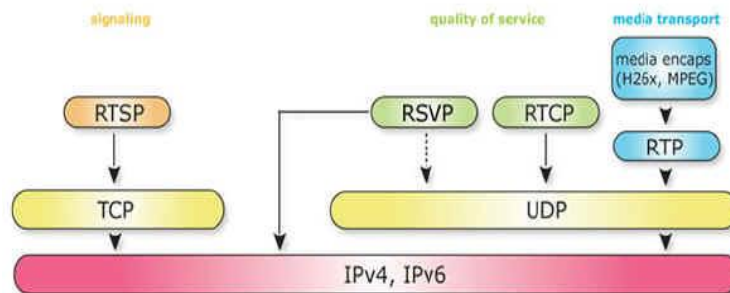 signaling
quality of service
media transport
media encaps
(H26x, MPEG)
RTSP
RSVP
RTCP
RTP
TCP
UDP
IPv4, IPv6